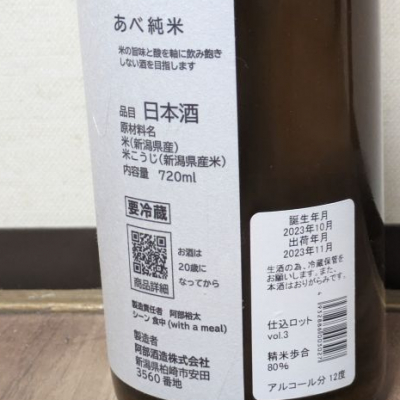 あべ純米
米の旨味と酸を軸に飲み飽き
しない酒を目指します
品目 日本酒
原材料名
米(新潟県産)
米こうじ(新潟県産米)
内容量 720ml
要冷蔵
お酒は
20歳に
なってから
商品詳細
製造責任者 阿部裕太
シーン 食中 (with a meal)
製造者
阿部酒造株式会社
新潟県柏崎市安田
3560番地
誕生年月
2023年10月
出荷年月
2023年11月
生酒の為、冷蔵保管を
お願します。また、
本酒はおりがらみです。
仕込ロット
vol.3
精米歩合
80%
アルコール分 12度